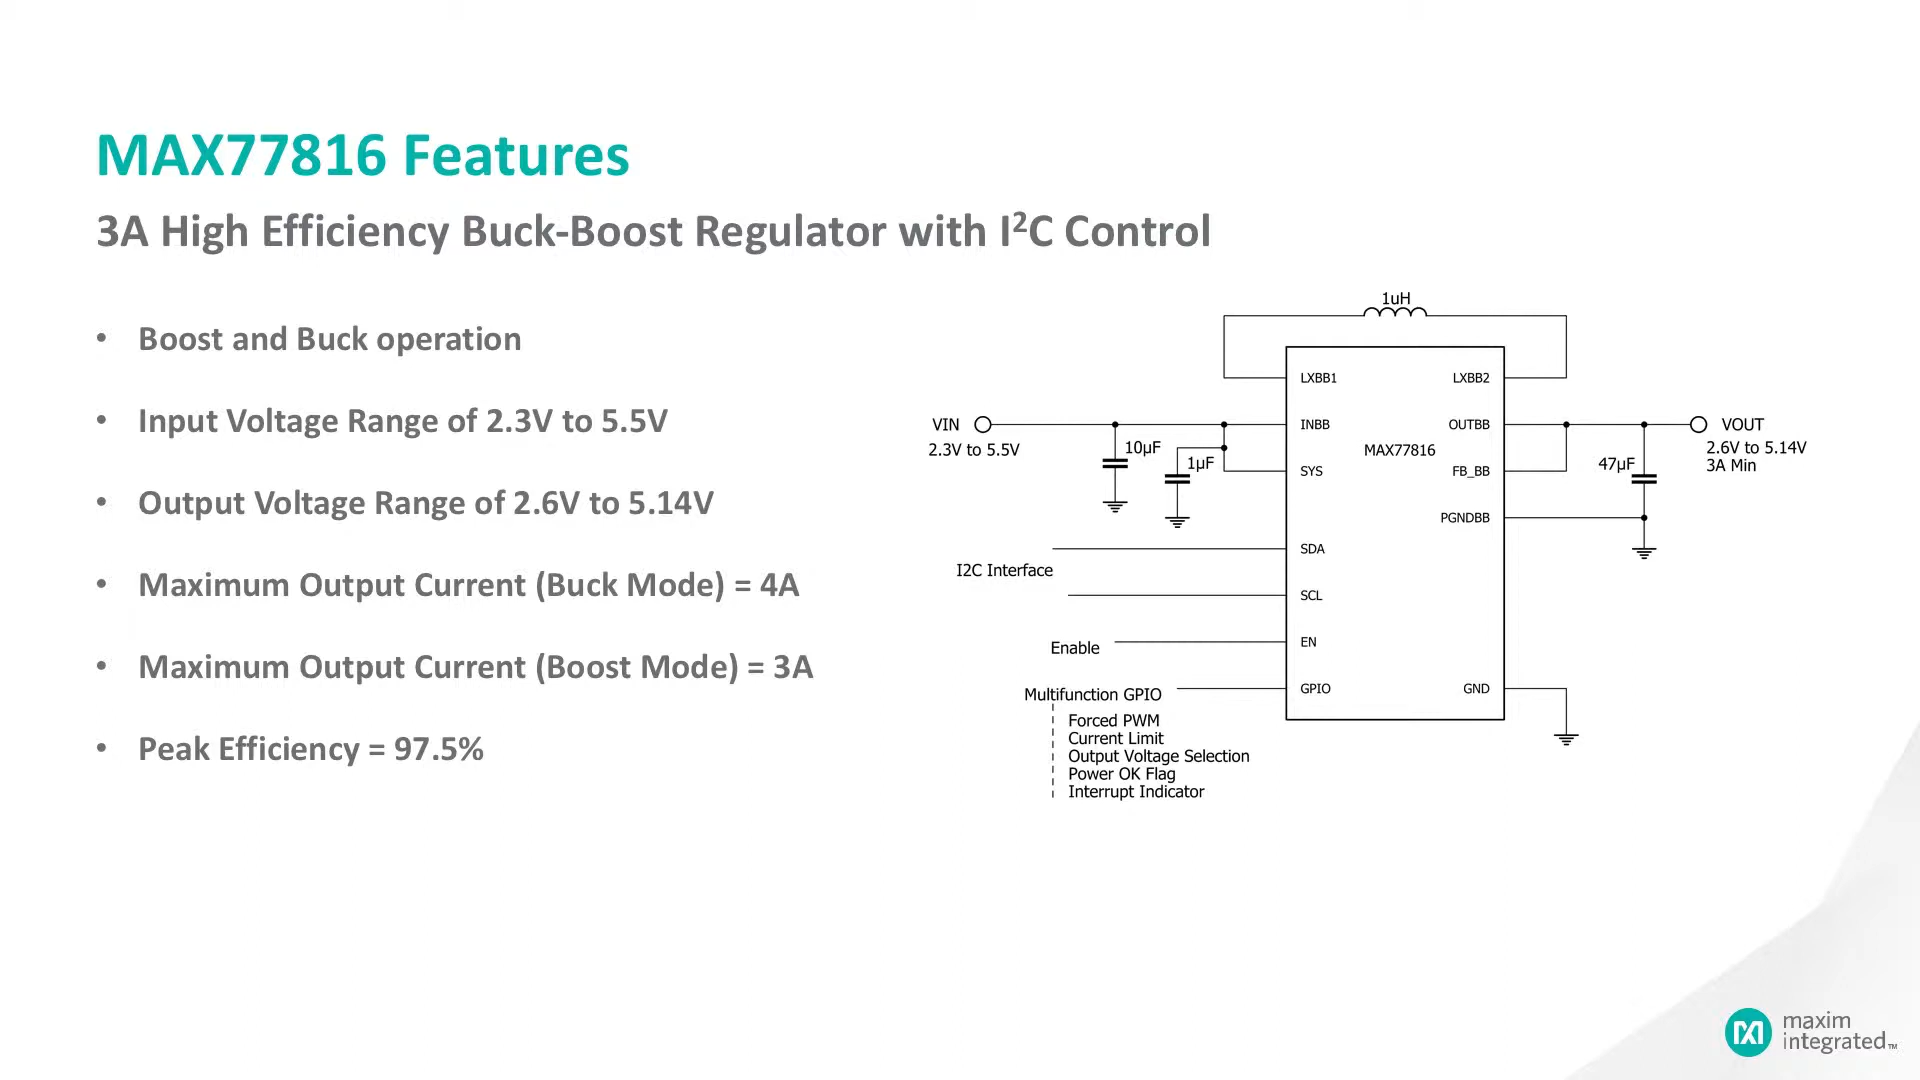 MAX77816 Features
3A High Efficiency Buck-Boost Regulator with I²C Control
• Boost and Buck operation
• Input Voltage Range of 2.3V to 5.5V
• Output Voltage Range of 2.6V to 5.14V
• Maximum Output Current (Buck Mode) = 4A
• Maximum Output Current (Boost Mode) = 3A
• Peak Efficiency = 97.5%
1uH
LXBB1
LXBB2
VIN
INBB
OUTBB
VOUT
2.3V to 5.5V
10µF
1µF
SYS
MAX77816
FB_BB
47µF
2.6V to 5.14V
3A Min
PGNDBB
SDA
I2C Interface
SCL
Enable
EN
Multifunction GPIO
GPIO
GND
Forced PWM
Current Limit
Output Voltage Selection
Power OK Flag
Interrupt Indicator
maxim
integrated™